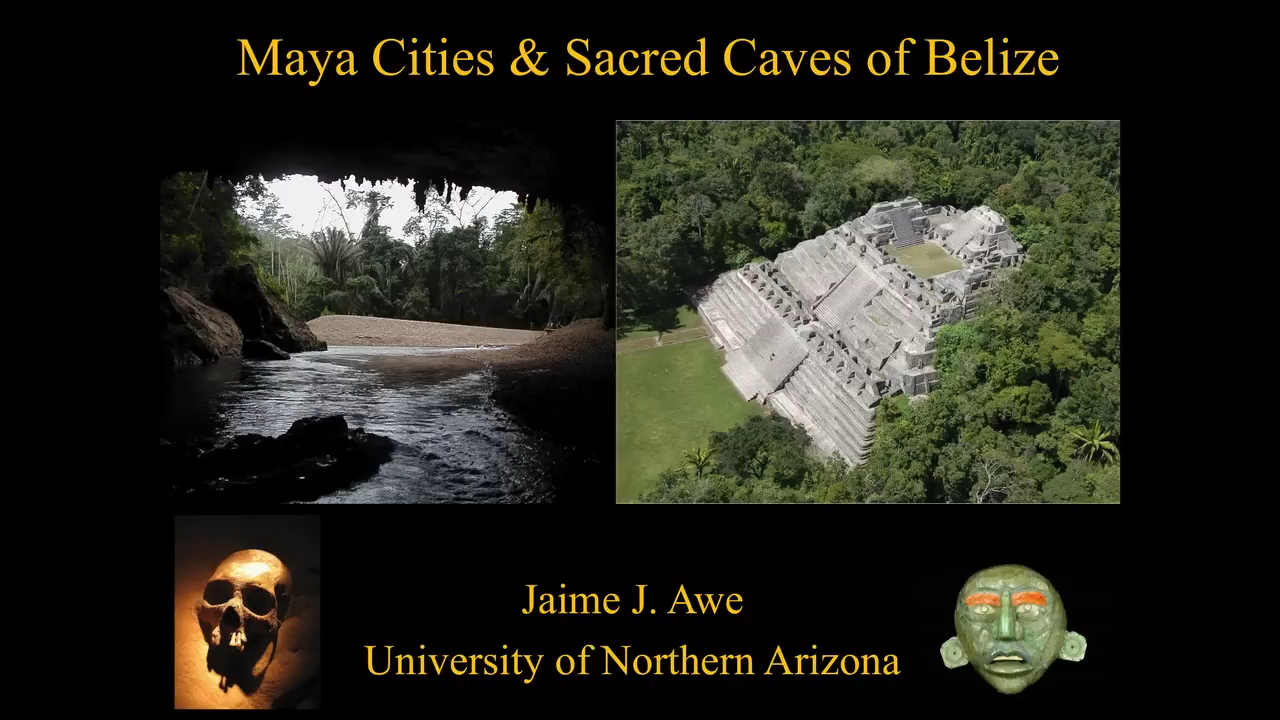 Maya Cities & Sacred Caves of Belize
Jaime J. Awe
University of Northern Arizona